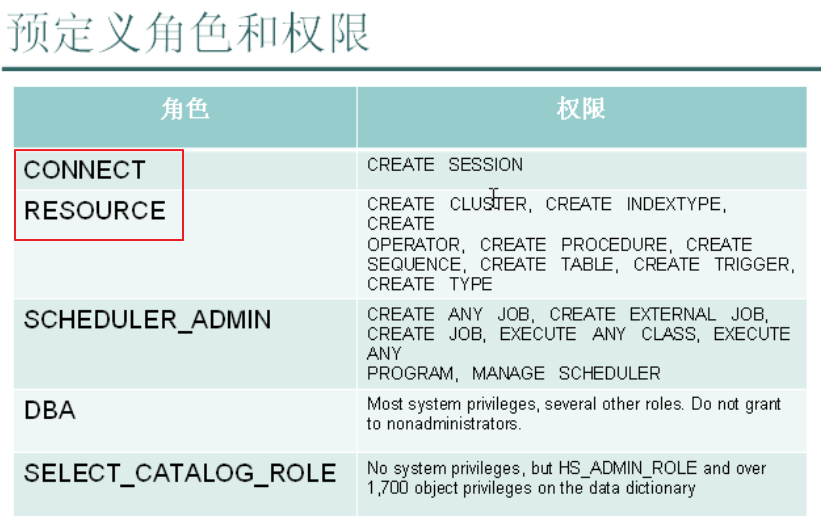 预定义角色和权限
角色 权限
CONNECT CREATE SESSION
RESOURCE CREATE CLUSTER, CREATE INDEXTYPE,
CREATE
OPERATOR, CREATE PROCEDURE, CREATE
SEQUENCE, CREATE TABLE, CREATE TRIGGER,
CREATE TYPE
SCHEDULER_ADMIN CREATE ANY JOB, CREATE EXTERNAL JOB,
CREATE JOB, EXECUTE ANY CLASS, EXECUTE
ANY
PROGRAM, MANAGE SCHEDULER
DBA Most system privileges, several other roles. Do not grant
to nonadministrators.
SELECT_CATALOG_ROLE No system privileges, but HS_ADMIN_ROLE and over
1,700 object privileges on the data dictionary